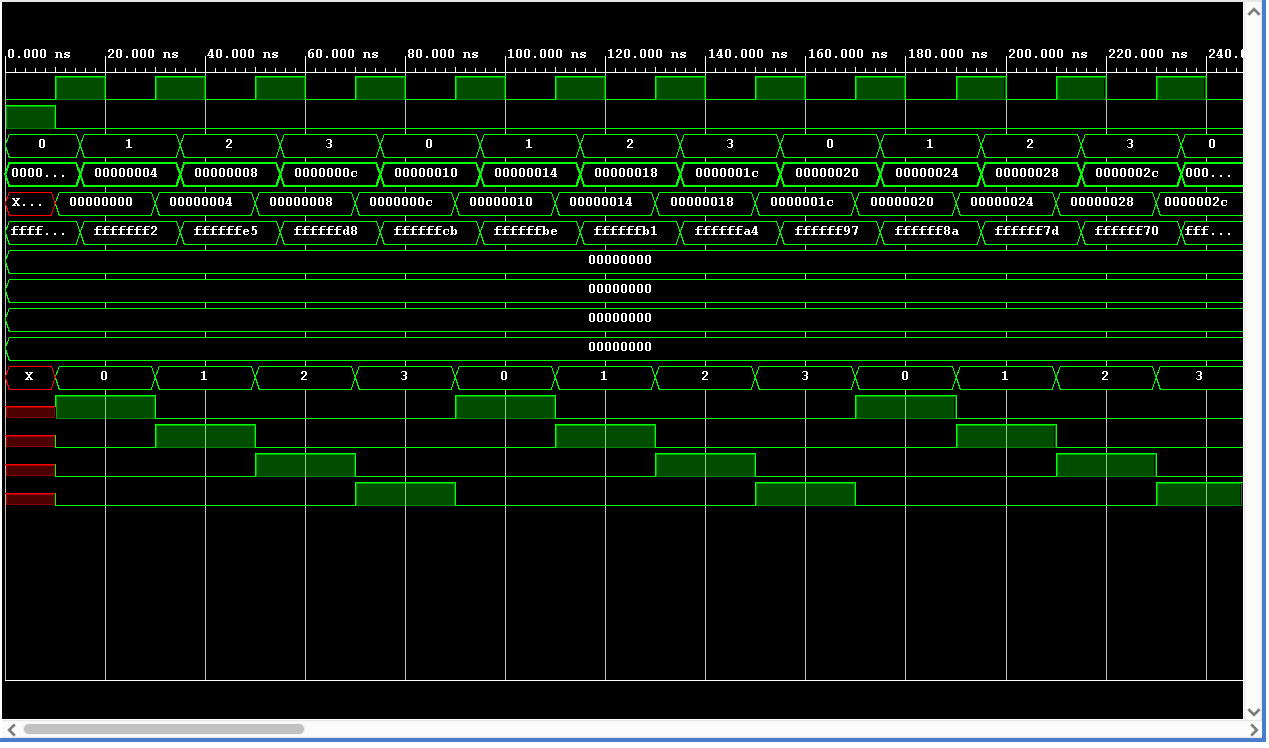 0.000 ns 20.000 ns 40.000 ns 60.000 ns 80.000 ns 100.000 ns 120.000 ns 140.000 ns 160.000 ns 180.000 ns 200.000 ns 220.000 ns 240.0
0 1 2 3 0 1 2 3 0 1 2 3 0
0000... 00000004 00000008 0000000c 00000010 00000014 00000018 0000001c 00000020 00000024 00000028 0000002c 000...
X... 00000000 00000004 00000008 0000000c 00000010 00000014 00000018 0000001c 00000020 00000024 00000028 0000002c
ffff... fffffff2 ffffffe5 ffffffd8 ffffffcb ffffffbe ffffffb1 ffffffa4 ffffff97 ffffff8a ffffff7d ffffff70 fff...
00000000
00000000
00000000
00000000
X 0 1 2 3 0 1 2 3 0 1 2 3